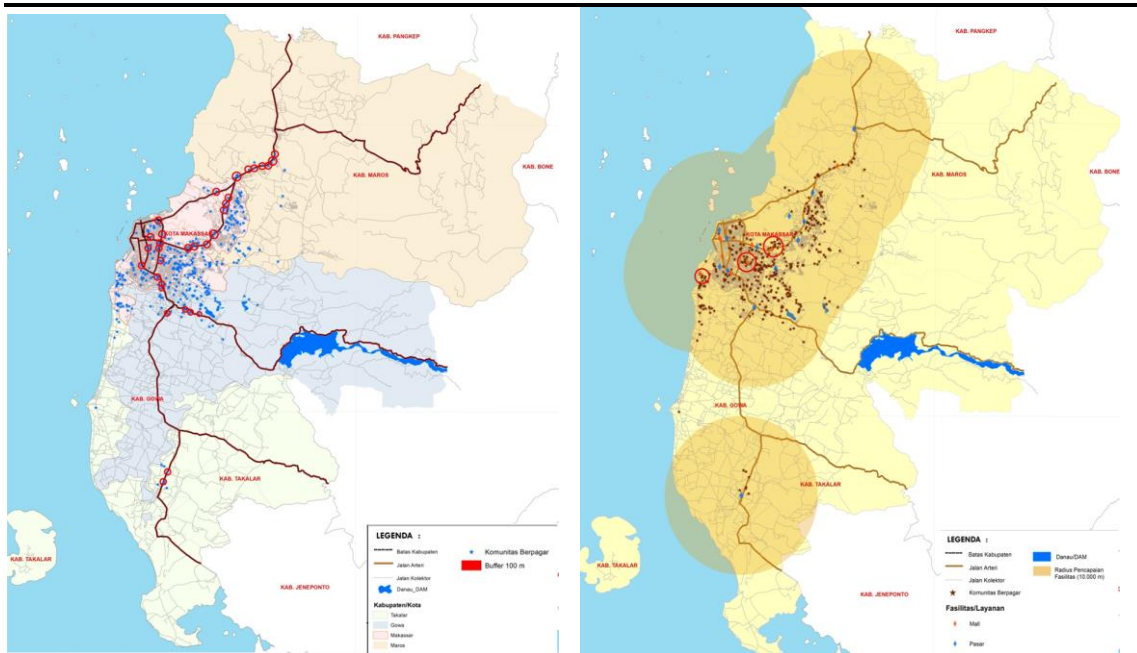 KAB. PANGKEP
KAB. BONE
KAB. MAROS
KOTA MAKASSAR
KAB. GOWA
KAB. TAKALAR
KAB. TAKALAR
KAB. JENEPONTO
LEGENDA :
Batas Kabupaten
Jalan Arteri
Jalan Kolektor
Danau_DAM
Komunitas Berpagar
Buffer 100 m
Kabupaten/Kota
Takalar
Gowa
Makassar
Maros
KAB. PANGKEP
KAB. BONE
KAB. MAROS
KOTA MAKASSAR
KAB. GOWA
KAB. TAKALAR
KAB. TAKALAR
KAB. JENEPONTO
LEGENDA :
Batas Kabupaten
Jalan Arteri
Jalan Kolektor
Komunitas Berpagar
Danau/DAM
Radius Pencapaian
Fasilitas (10.000 m)
Fasilitas/Layanan
Mall
Pasar